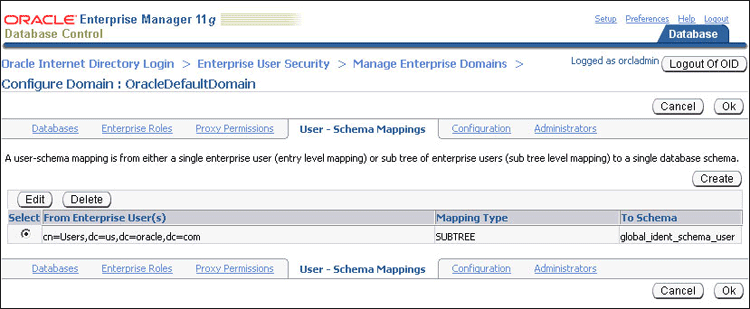 ORACLE Enterprise Manager 11g
Database Control
Setup Preferences Help Logout
Database
Oracle Internet Directory Login > Enterprise User Security > Manage Enterprise Domains >
Logged as orcladmin Logout Of OID
Configure Domain : OracleDefaultDomain
Cancel Ok
Databases Enterprise Roles Proxy Permissions User - Schema Mappings Configuration Administrators
A user-schema mapping is from either a single enterprise user (entry level mapping) or sub tree of enterprise users (sub tree level mapping) to a single database schema.
Create
Edit Delete
Select From Enterprise User(s) Mapping Type To Schema
cn=Users,dc=us,dc=oracle,dc=com SUBTREE global_ident_schema_user
Databases Enterprise Roles Proxy Permissions User - Schema Mappings Configuration Administrators
Cancel Ok